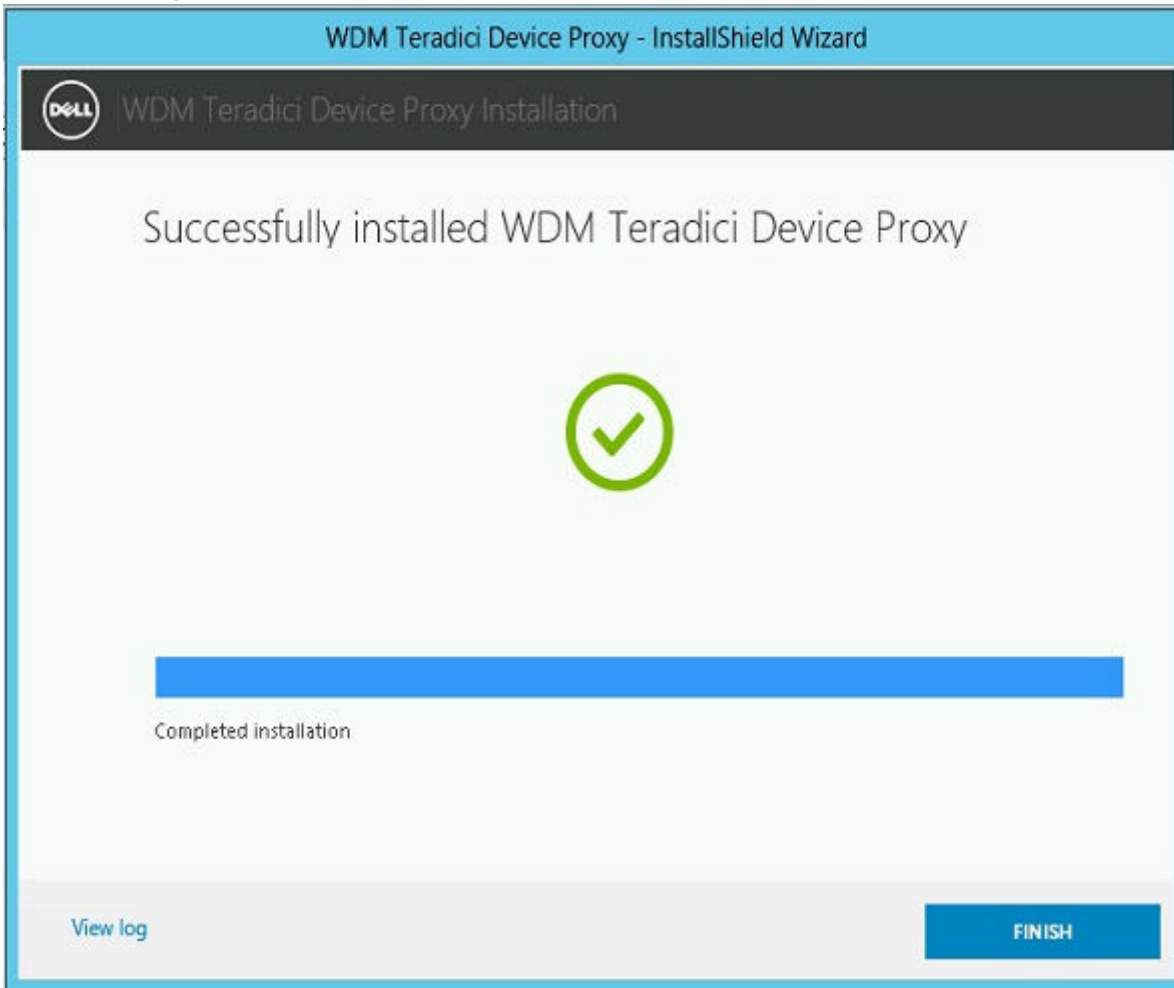 WDM Teradici Device Proxy - InstallShield Wizard
DELL
WDM Teradici Device Proxy Installation
Successfully installed WDM Teradici Device Proxy
Completed installation
View log
FINISH